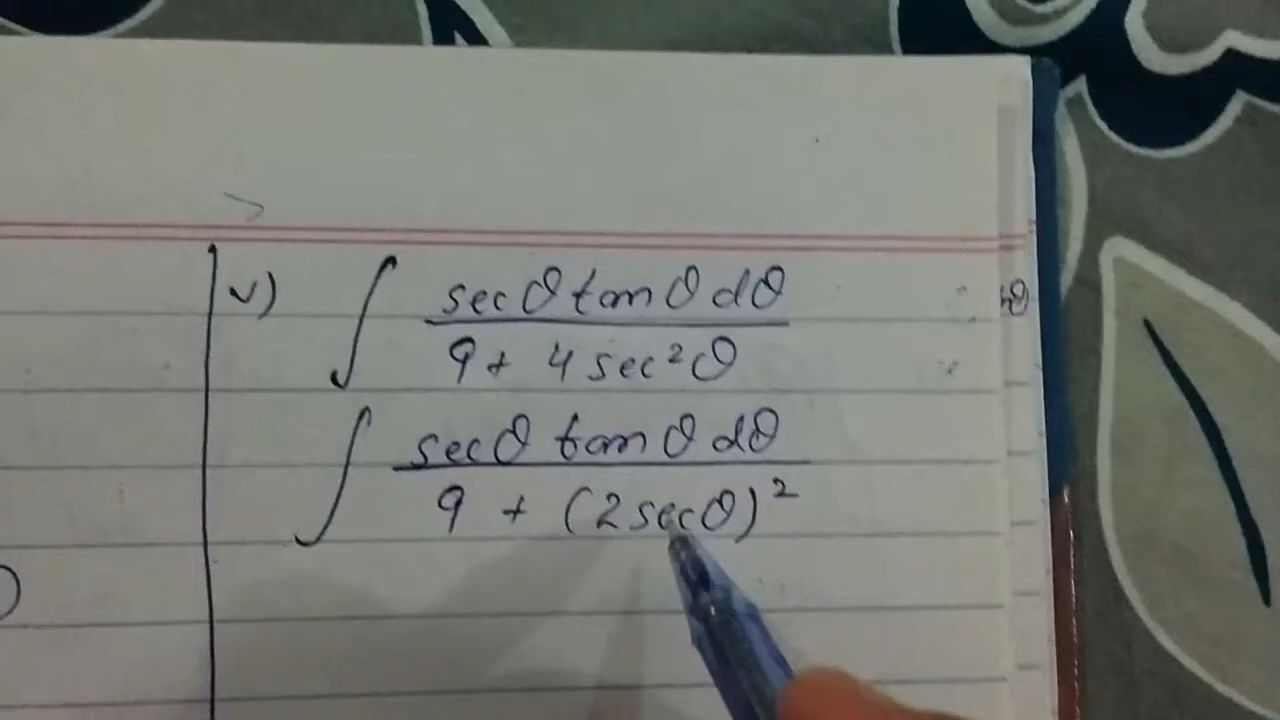 v) ∫ secθ tanθ dθ / 9 + 4 sec²θ
∫ secθ tanθ dθ / 9 + (2secθ)²